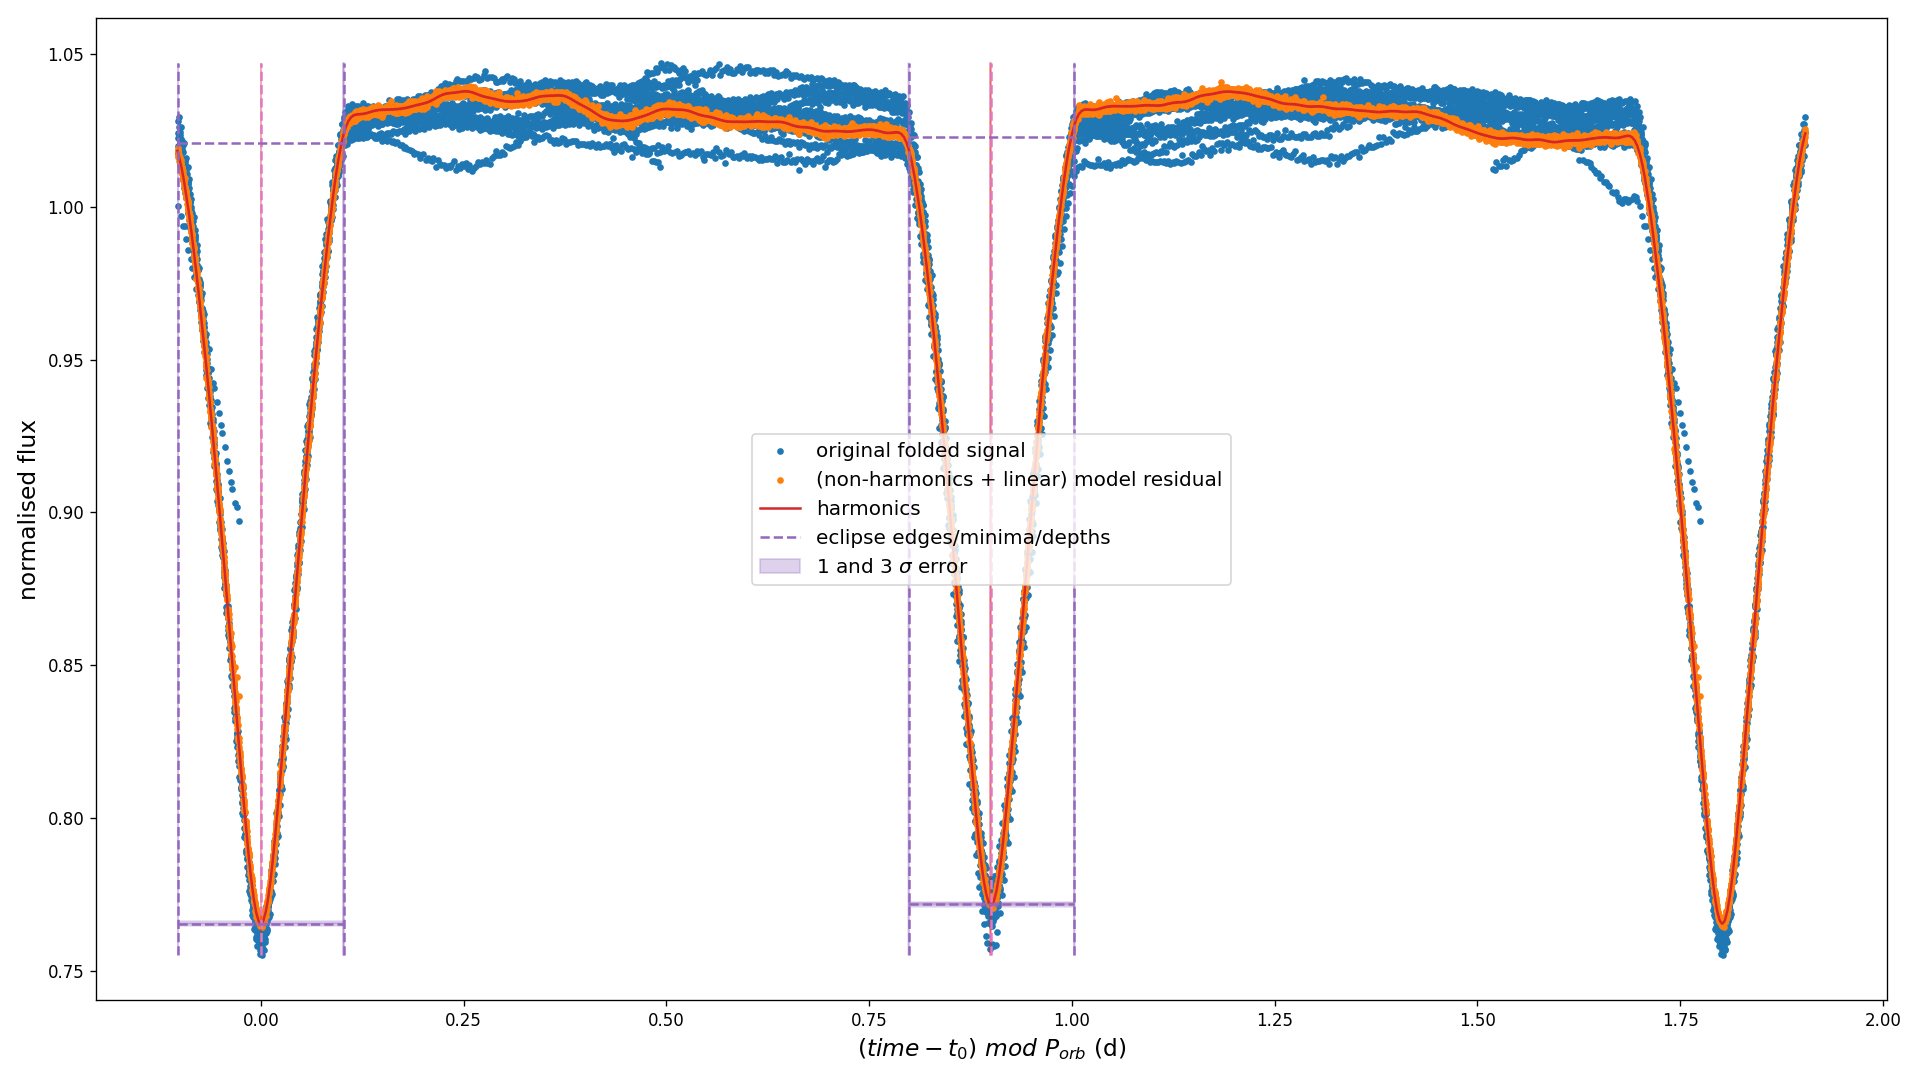 normalised flux
1.05
1.00
0.95
0.90
0.85
0.80
0.75
original folded signal
(non-harmonics + linear) model residual
harmonics
eclipse edges/minima/depths
1 and 3 σ error
0.00 0.25 0.50 0.75 1.00 1.25 1.50 1.75 2.00
(time − t₀) mod Pₒᵣb (d)